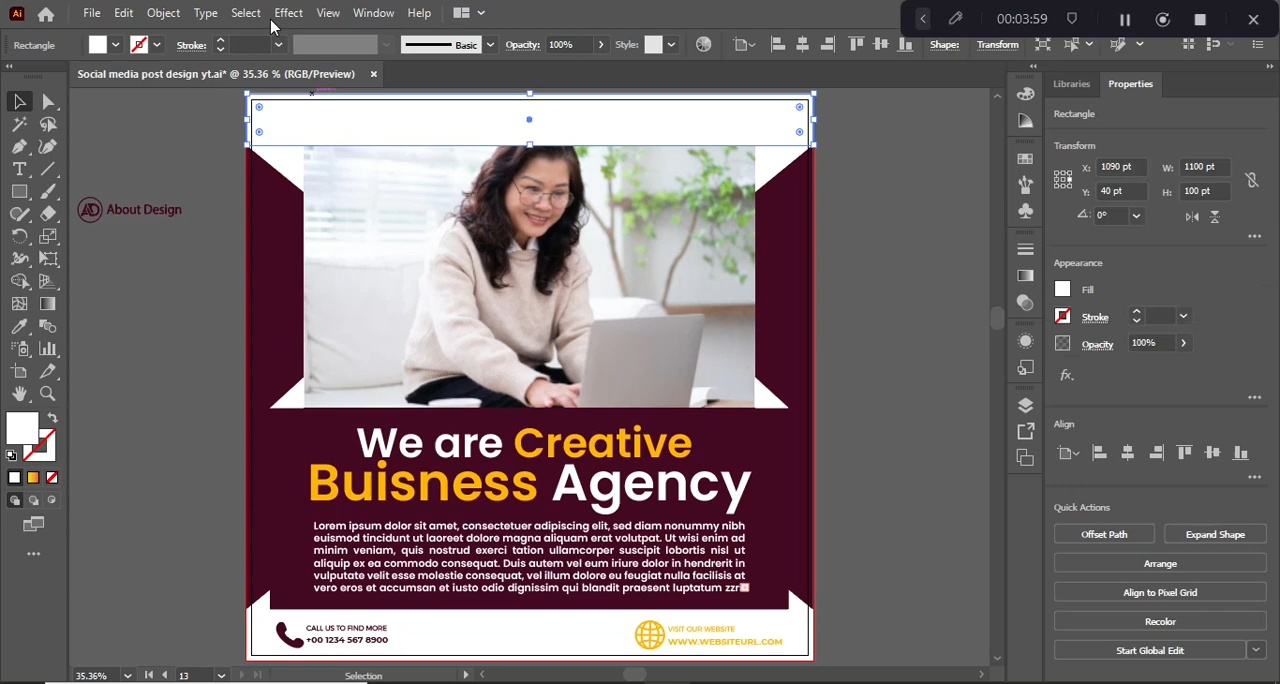 Ai File Edit Object Type Select Effect View Window Help
00:03:59
Rectangle Stroke: Basic Opacity: 100% Style: Shape: Transform
Social media post design yt.ai* @ 35.36 % (RGB/Preview) ×
Libraries Properties
Rectangle
Transform
X: 1090 pt W: 1100 pt
Y: 40 pt H: 100 pt
0°
Appearance
Fill
Stroke
Opacity 100%
fx.
Align
Quick Actions
Offset Path Expand Shape
Arrange
Align to Pixel Grid
Recolor
Start Global Edit
AD About Design
We are Creative
Buisness Agency
Lorem ipsum dolor sit amet, consectetuer adipiscing elit, sed diam nonummy nibh
euismod tincidunt ut laoreet dolore magna aliquam erat volutpat. Ut wisi enim ad
minim veniam, quis nostrud exerci tation ullamcorper suscipit lobortis nisl ut
aliquip ex ea commodo consequat. Duis autem vel eum iriure dolor in hendrerit in
vulputate velit esse molestie consequat, vel illum dolore eu feugiat nulla facilisis at
vero eros et accumsan et iusto odio dignissim qui blandit praesent luptatum zzr
CALL US TO FIND MORE
+00 1234 567 8900
VISIT OUR WEBSITE
WWW.WEBSITEURL.COM
35.36% 13 Selection